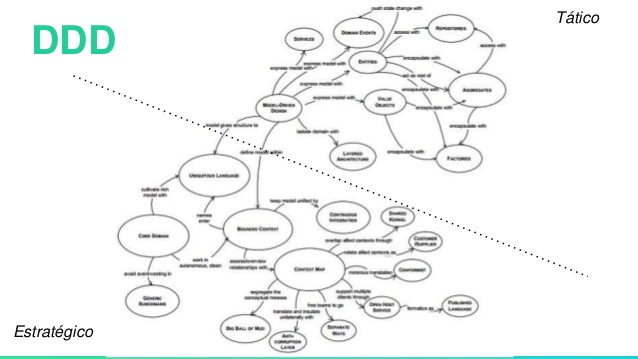 DDD
Tático
push state change with
DOMAIN EVENTS
REPOSITORIES
SERVICES
access with
access with
ENTITIES
encapsulate with
express model with
express model with
act as root of
express model with
encapsulate with
AGGREGATES
express model with
VALUE
OBJECTS
MODEL-DRIVEN
DESIGN
encapsulate with
model gives structure to
isolate domain with
encapsulate with
define model within
LAYERED
ARCHITECTURE
encapsulate with
FACTORIES
UBIQUITOUS LANGUAGE
cultivate rich
model with
keep model unified by
names
enter
CONTINUOUS
INTEGRATION
SHARED
KERNEL
BOUNDED CONTEXT
CORE DOMAIN
overlap allied contexts through
CUSTOMER
/SUPPLIER
relate allied contexts as
work in
autonomous, clean
assess/overview
relationships with
CONTEXT MAP
minimize translation
CONFORMIST
avoid overinvesting in
segregate the
conceptual messes
support multiple
clients through
GENERIC
SUBDOMAINS
free teams to go
OPEN HOST
SERVICE
formalize as
PUBLISHED
LANGUAGE
translate and insulate
unilaterally with
BIG BALL OF MUD
ANTI-
CORRUPTION
LAYER
SEPARATE
WAYS
Estratégico